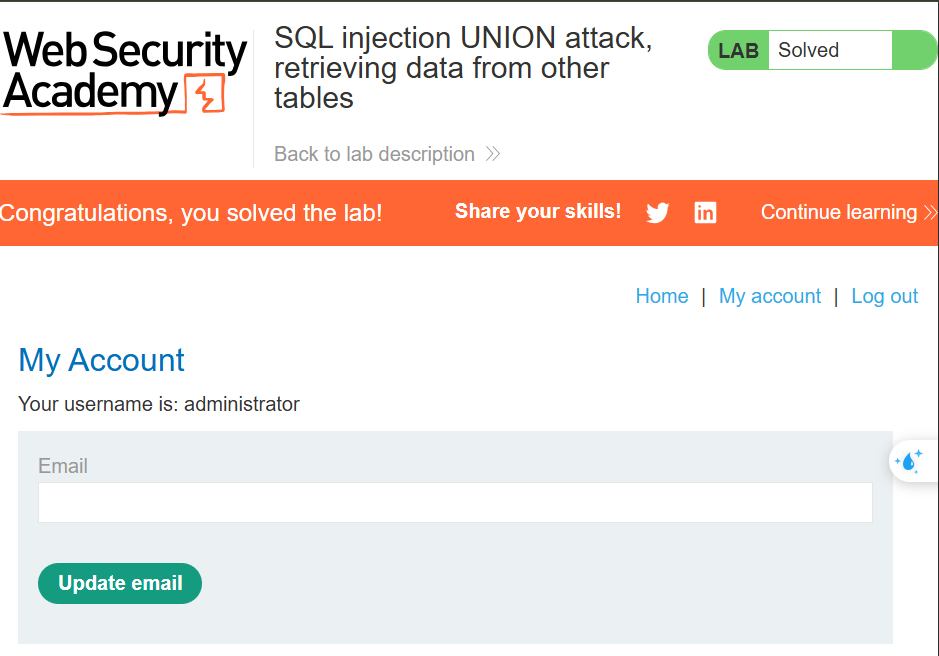 Web Security
Academy
SQL injection UNION attack,
retrieving data from other
tables
Back to lab description
LAB Solved
Congratulations, you solved the lab!
Share your skills!
in
Continue learning
Home | My account | Log out
My Account
Your username is: administrator
Email
Update email